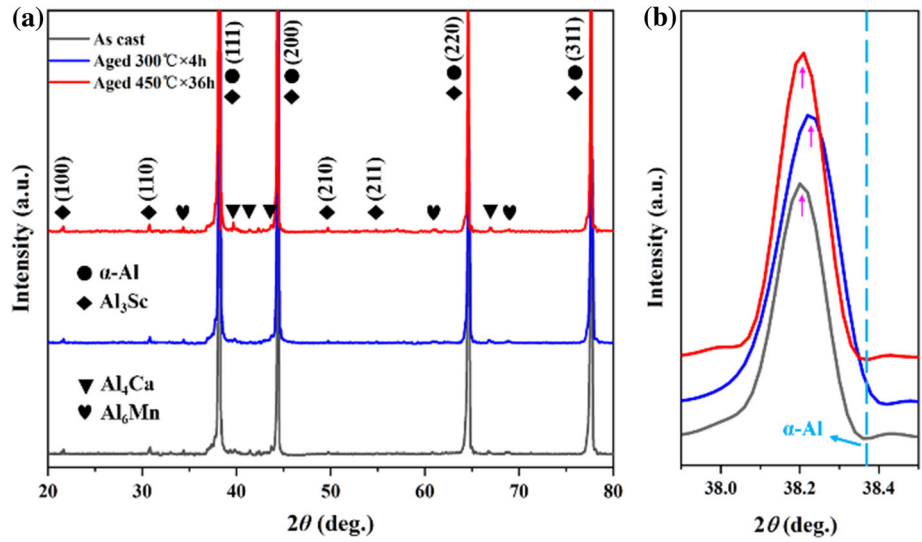 (a)
As cast
Aged 300℃×4h
Aged 450℃×36h
(111)
(200)
(220)
(311)
(100)
(110)
(210)
(211)
α-Al
Al₃Sc
Al₄Ca
Al₆Mn
Intensity (a.u.)
20 30 40 50 60 70 80
2θ (deg.)
(b)
Intensity (a.u.)
α-Al
38.0 38.2 38.4
2θ (deg.)